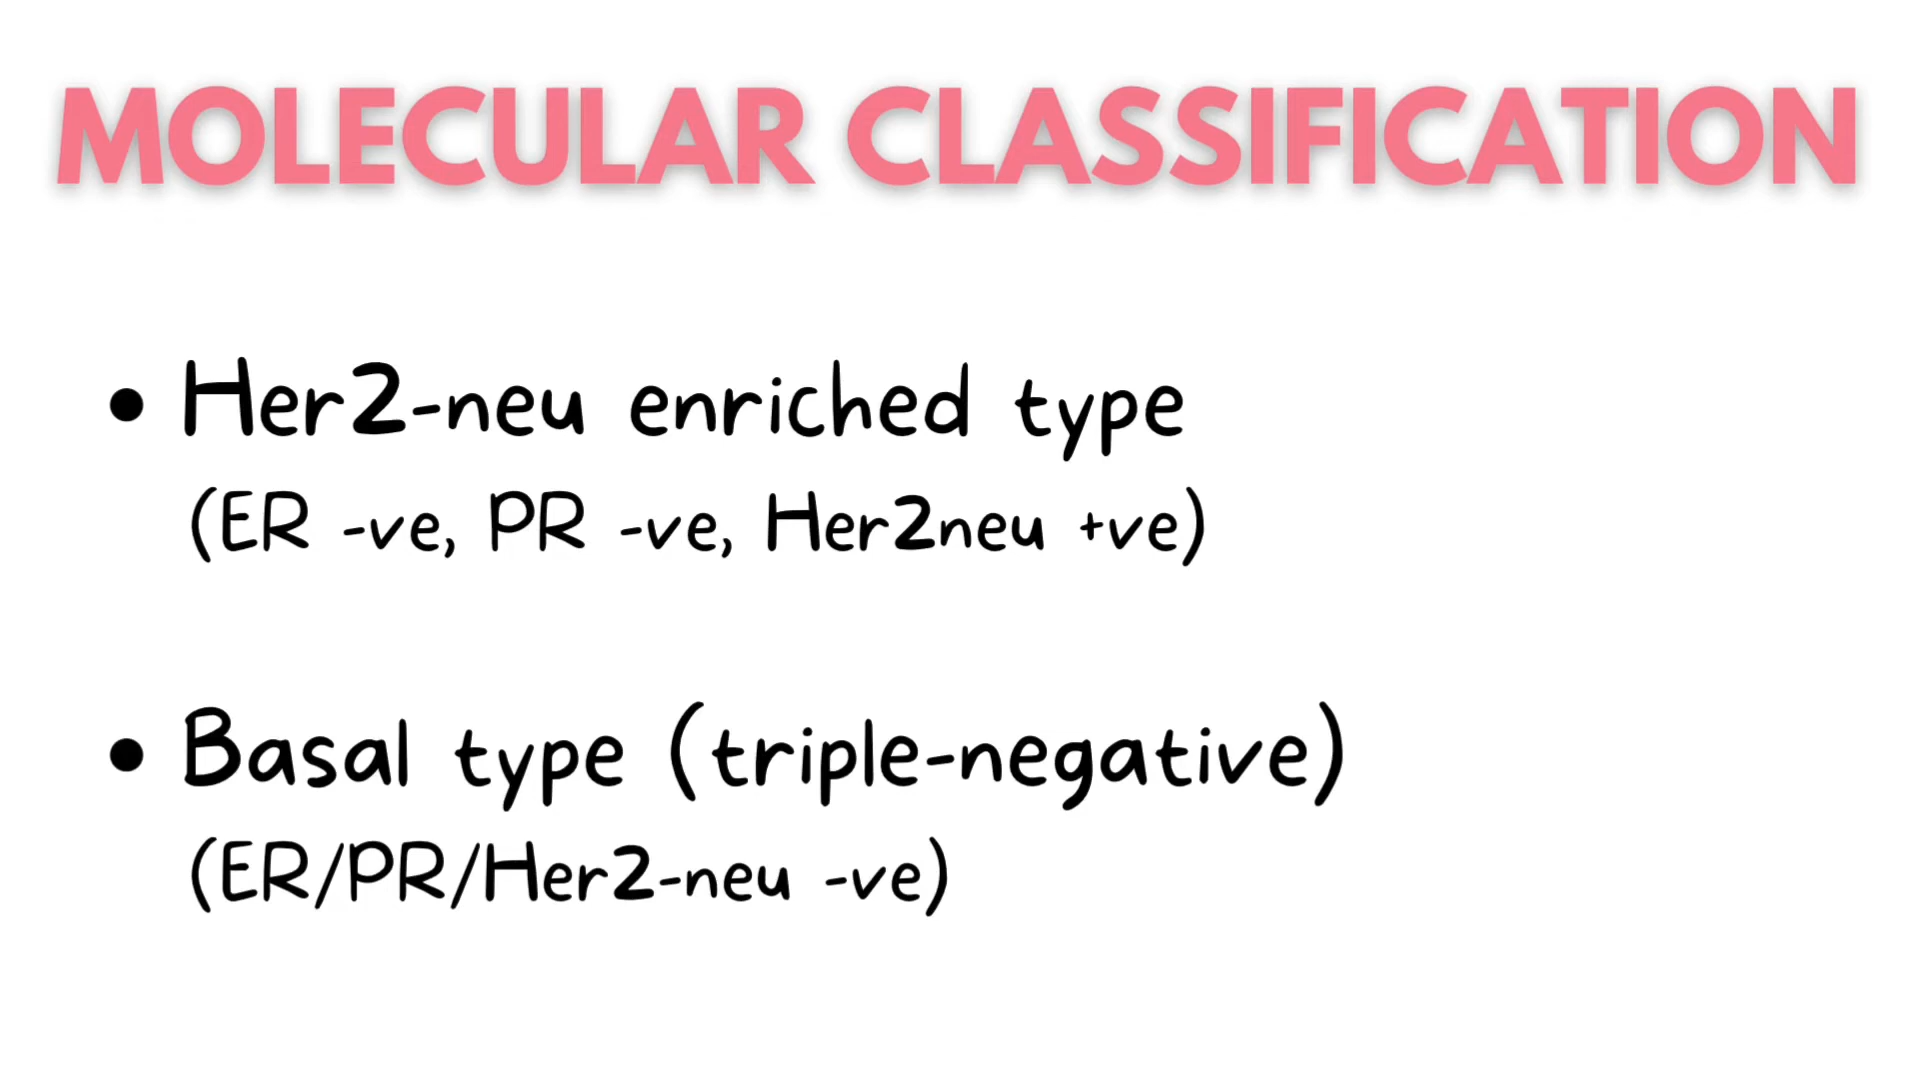 MOLECULAR CLASSIFICATION
• Her2-neu enriched type
(ER -ve, PR -ve, Her2neu +ve)
• Basal type (triple-negative)
(ER/PR/Her2-neu -ve)